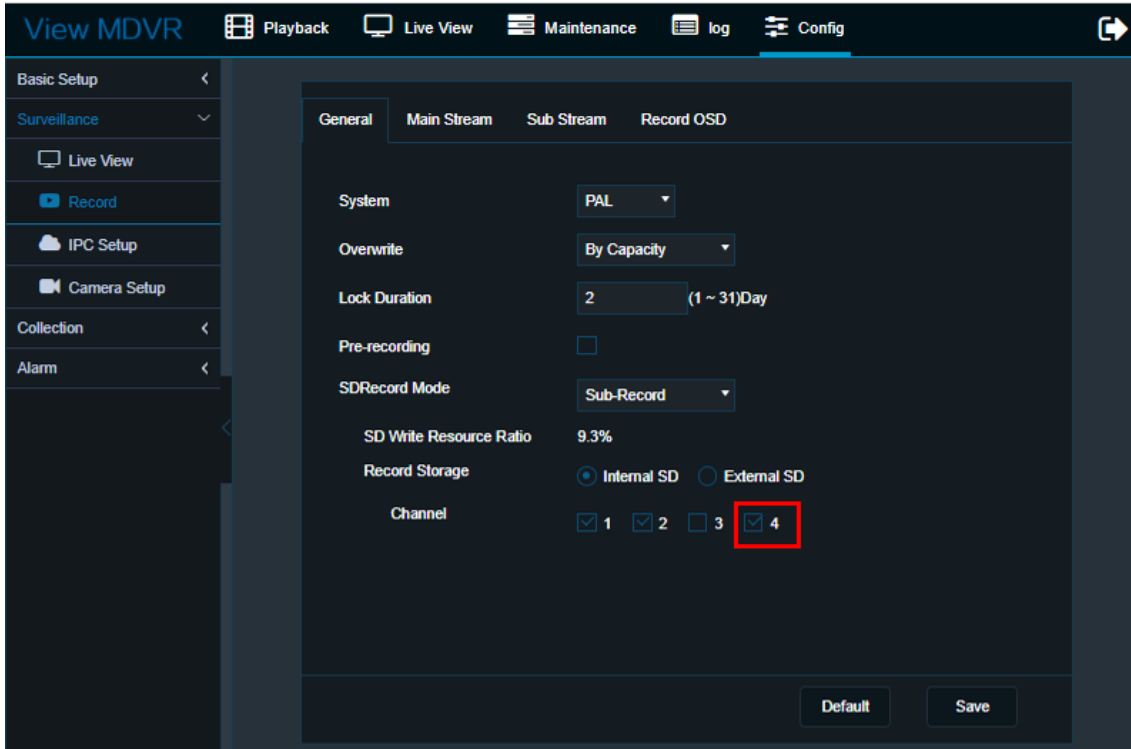 View MDVR Playback Live View Maintenance log Config
Basic Setup
Surveillance
Live View
Record
IPC Setup
Camera Setup
Collection
Alarm
General Main Stream Sub Stream Record OSD
System PAL
Overwrite By Capacity
Lock Duration 2 (1 ~ 31)Day
Pre-recording
SDRecord Mode Sub-Record
SD Write Resource Ratio 9.3%
Record Storage Internal SD External SD
Channel 1 2 3 4
Default Save